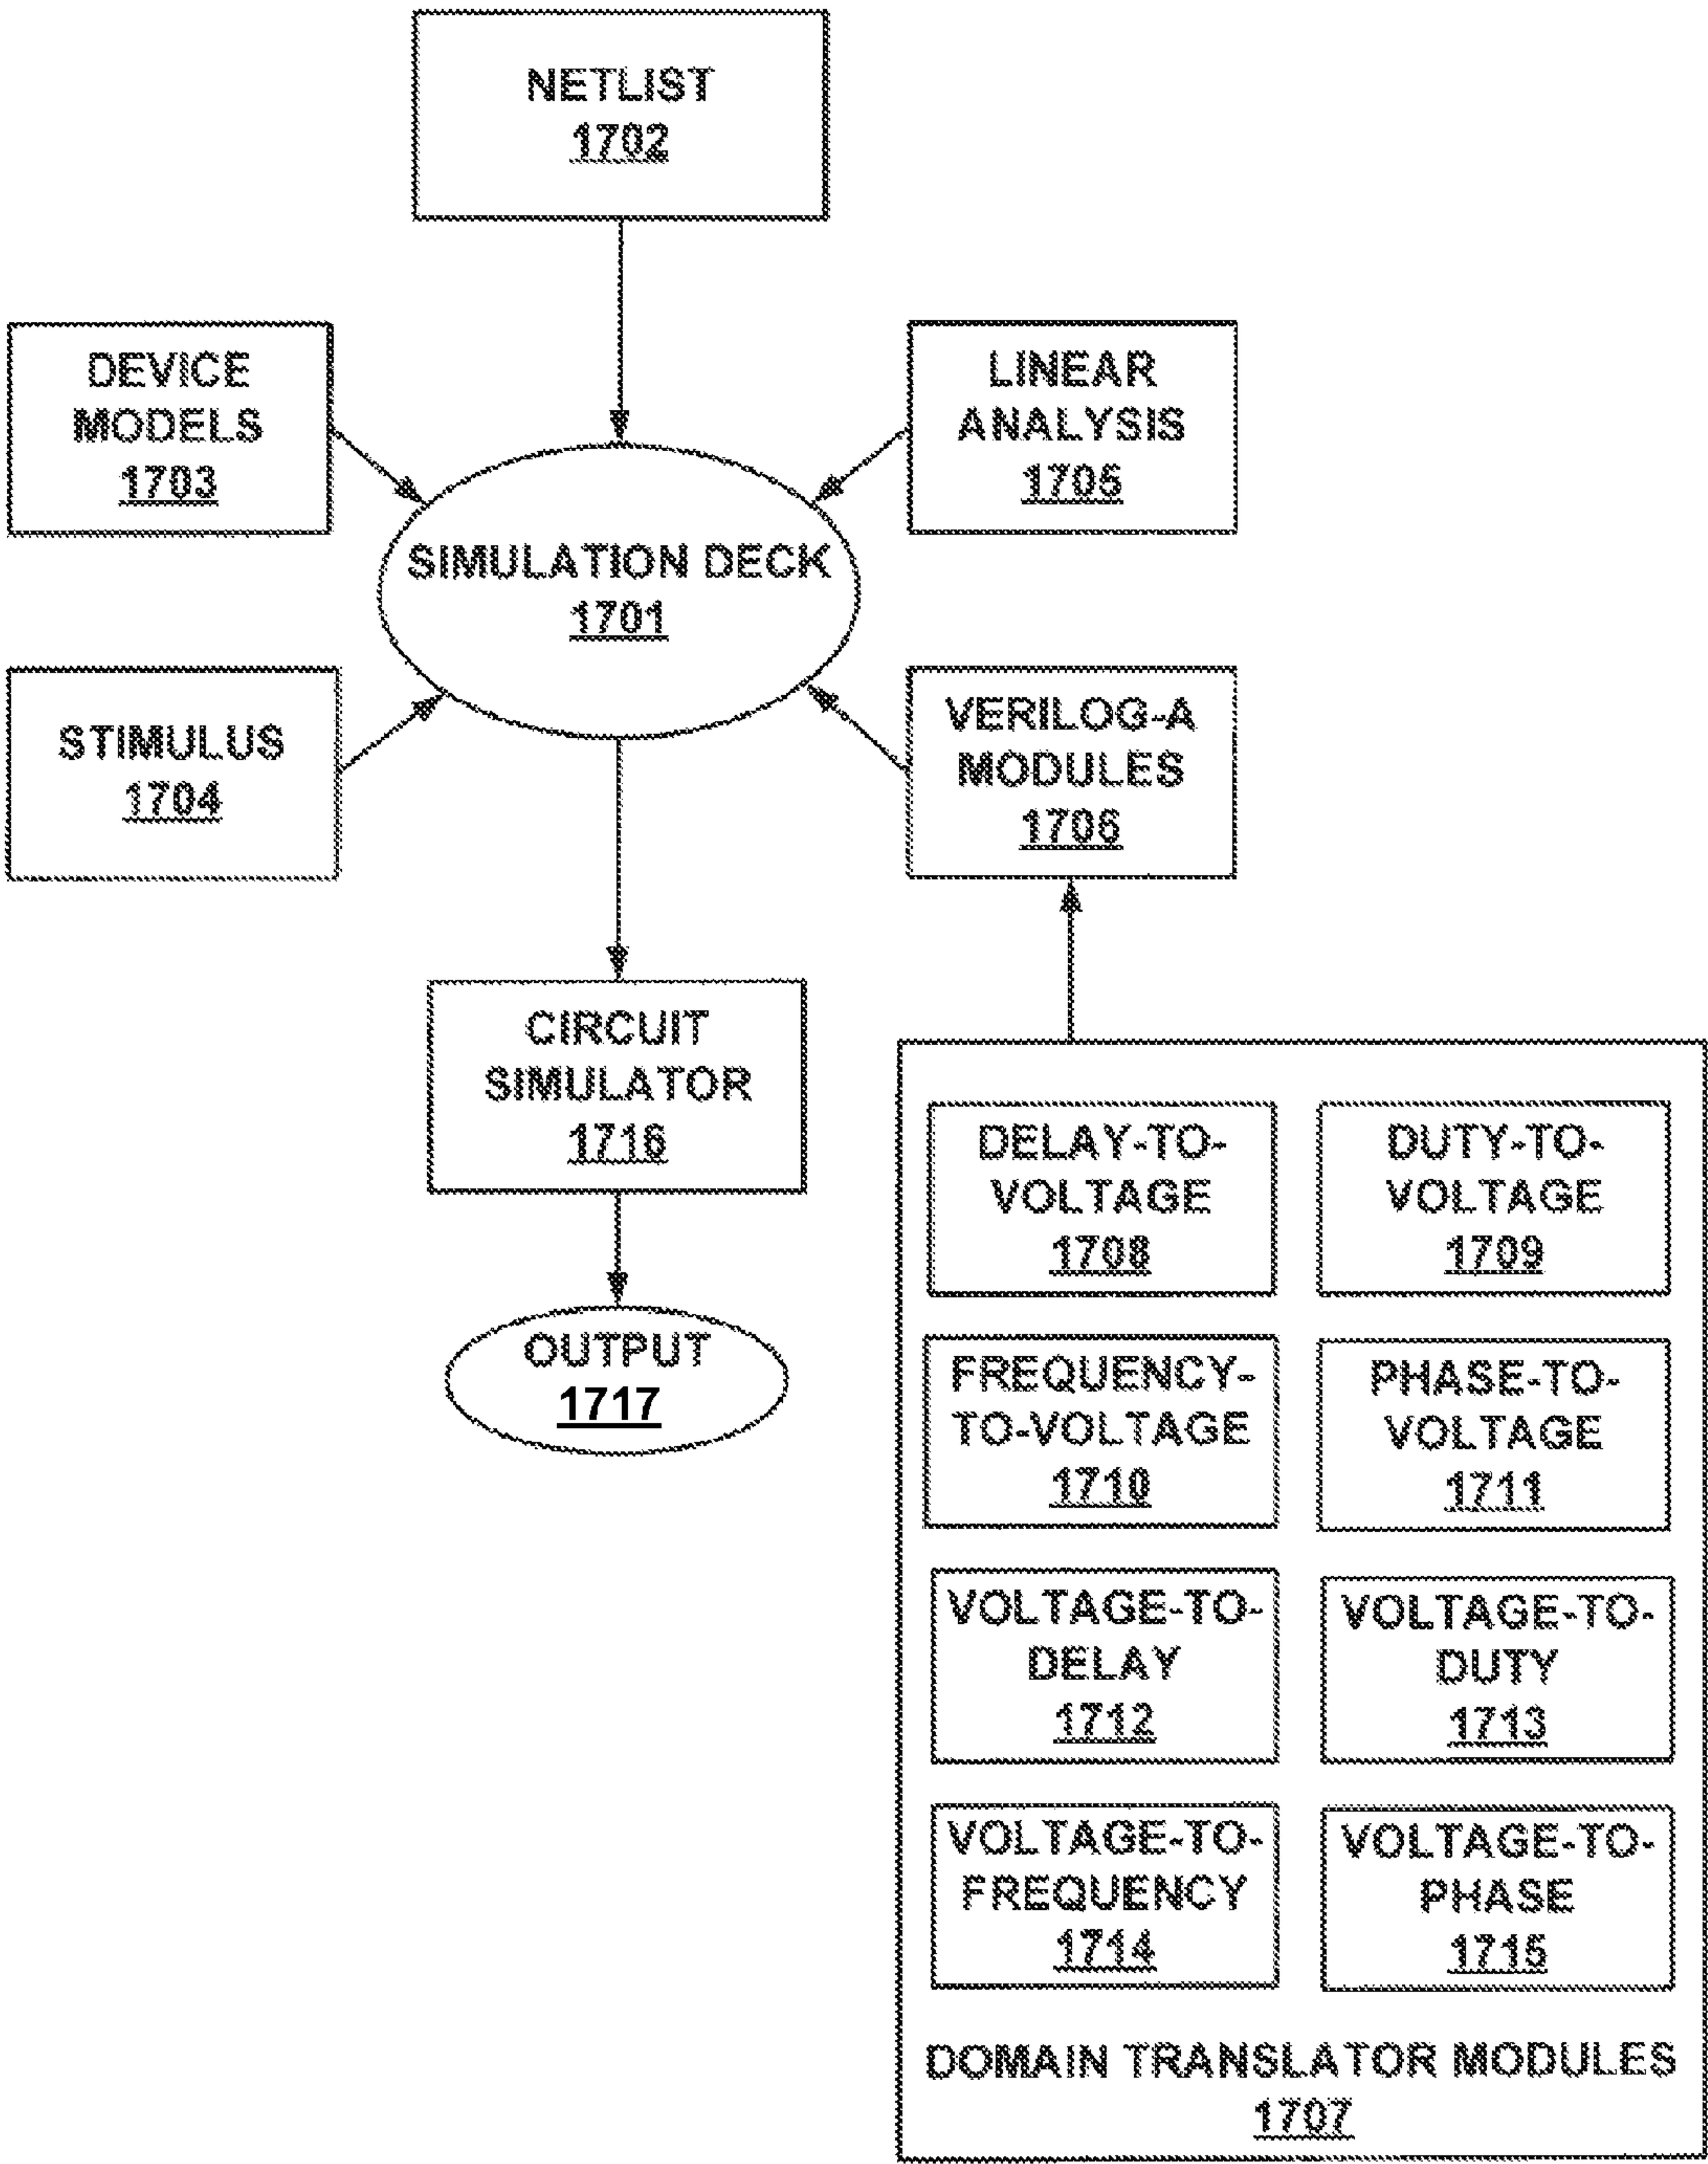 NETLIST
1702
DEVICE
MODELS
1703
LINEAR
ANALYSIS
1705
SIMULATION DECK
1701
STIMULUS
1704
VERILOG-A
MODULES
1706
CIRCUIT
SIMULATOR
1716
OUTPUT
1717
DELAY-TO-
VOLTAGE
1708
DUTY-TO-
VOLTAGE
1709
FREQUENCY-
TO-VOLTAGE
1710
PHASE-TO-
VOLTAGE
1711
VOLTAGE-TO-
DELAY
1712
VOLTAGE-TO-
DUTY
1713
VOLTAGE-TO-
FREQUENCY
1714
VOLTAGE-TO-
PHASE
1715
DOMAIN TRANSLATOR MODULES
1707